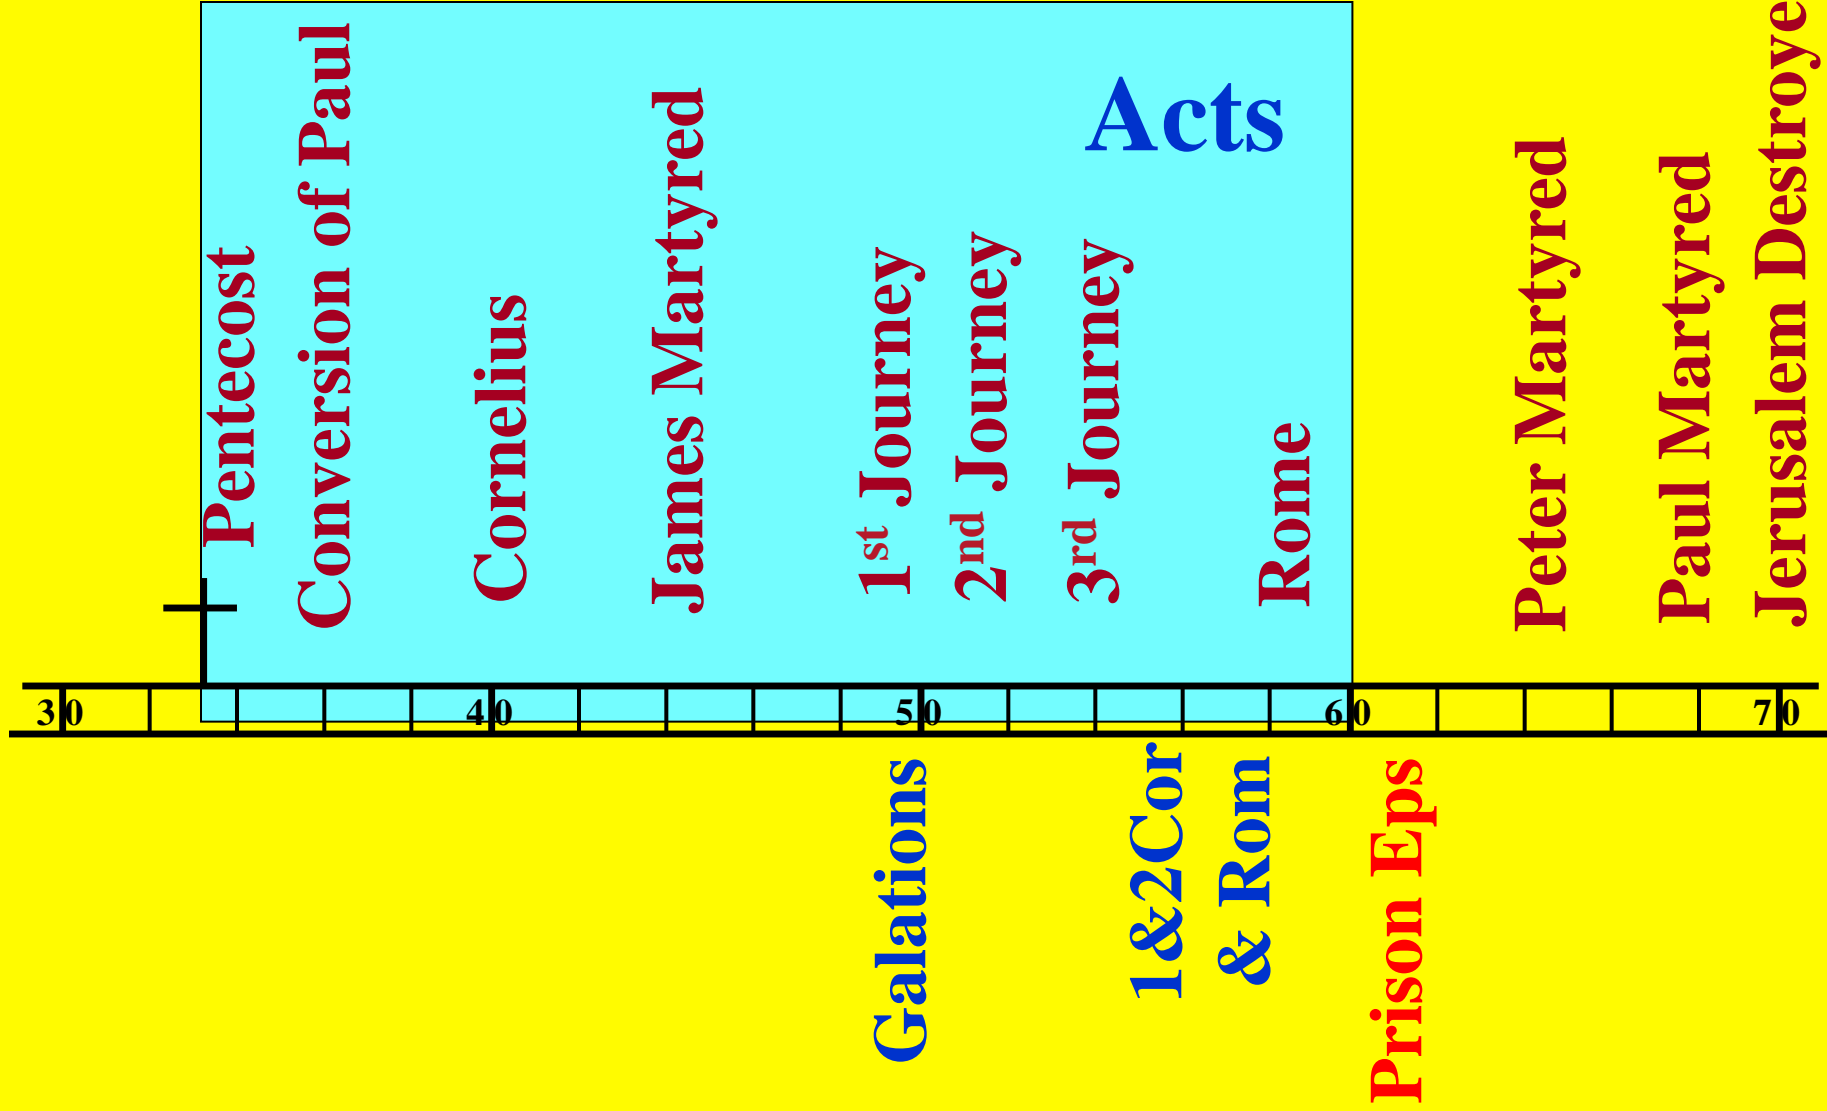 Acts
Pentecost
Conversion of Paul
Cornelius
James Martyred
1st Journey
2nd Journey
3rd Journey
Rome
Peter Martyred
Paul Martyred
Jerusalem Destroye
30 40 50 60 70
Galations
1&2Cor
& Rom
Prison Eps